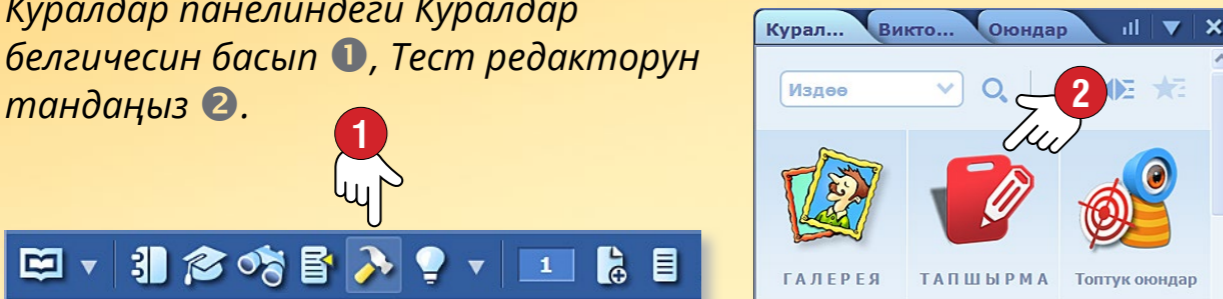 Куралдар панелиндеги Куралдар
белгичесин басып ❶, Тест редакторун
тандаңыз ❷.
1
1
Курал... Викто... Оюндар
Издөө
2
ГАЛЕРЕЯ ТАПШЫРМА Топтук оюндар